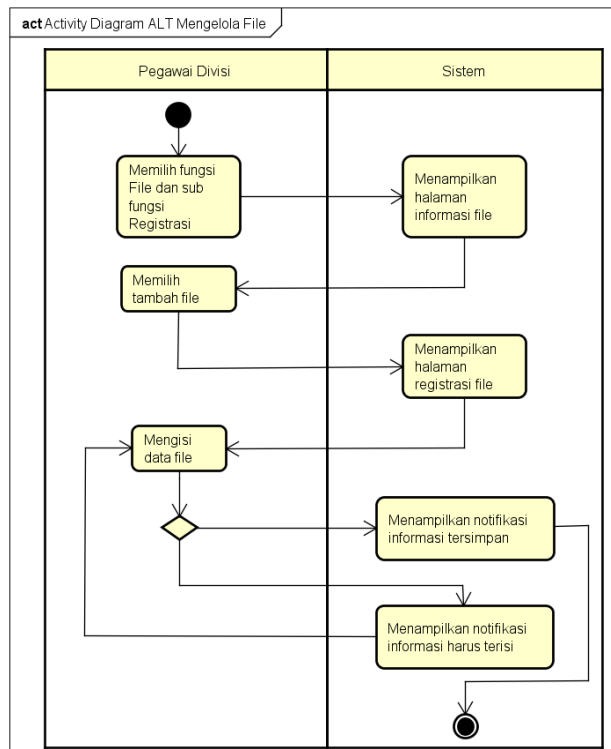 act Activity Diagram ALT Mengelola File
Pegawai Divisi
Sistem
Memilih fungsi
File dan sub
fungsi
Registrasi
Menampilkan
halaman
informasi file
Memilih
tambah file
Menampilkan
halaman
registrasi file
Mengisi
data file
Menampilkan notifikasi
informasi tersimpan
Menampilkan notifikasi
informasi harus terisi